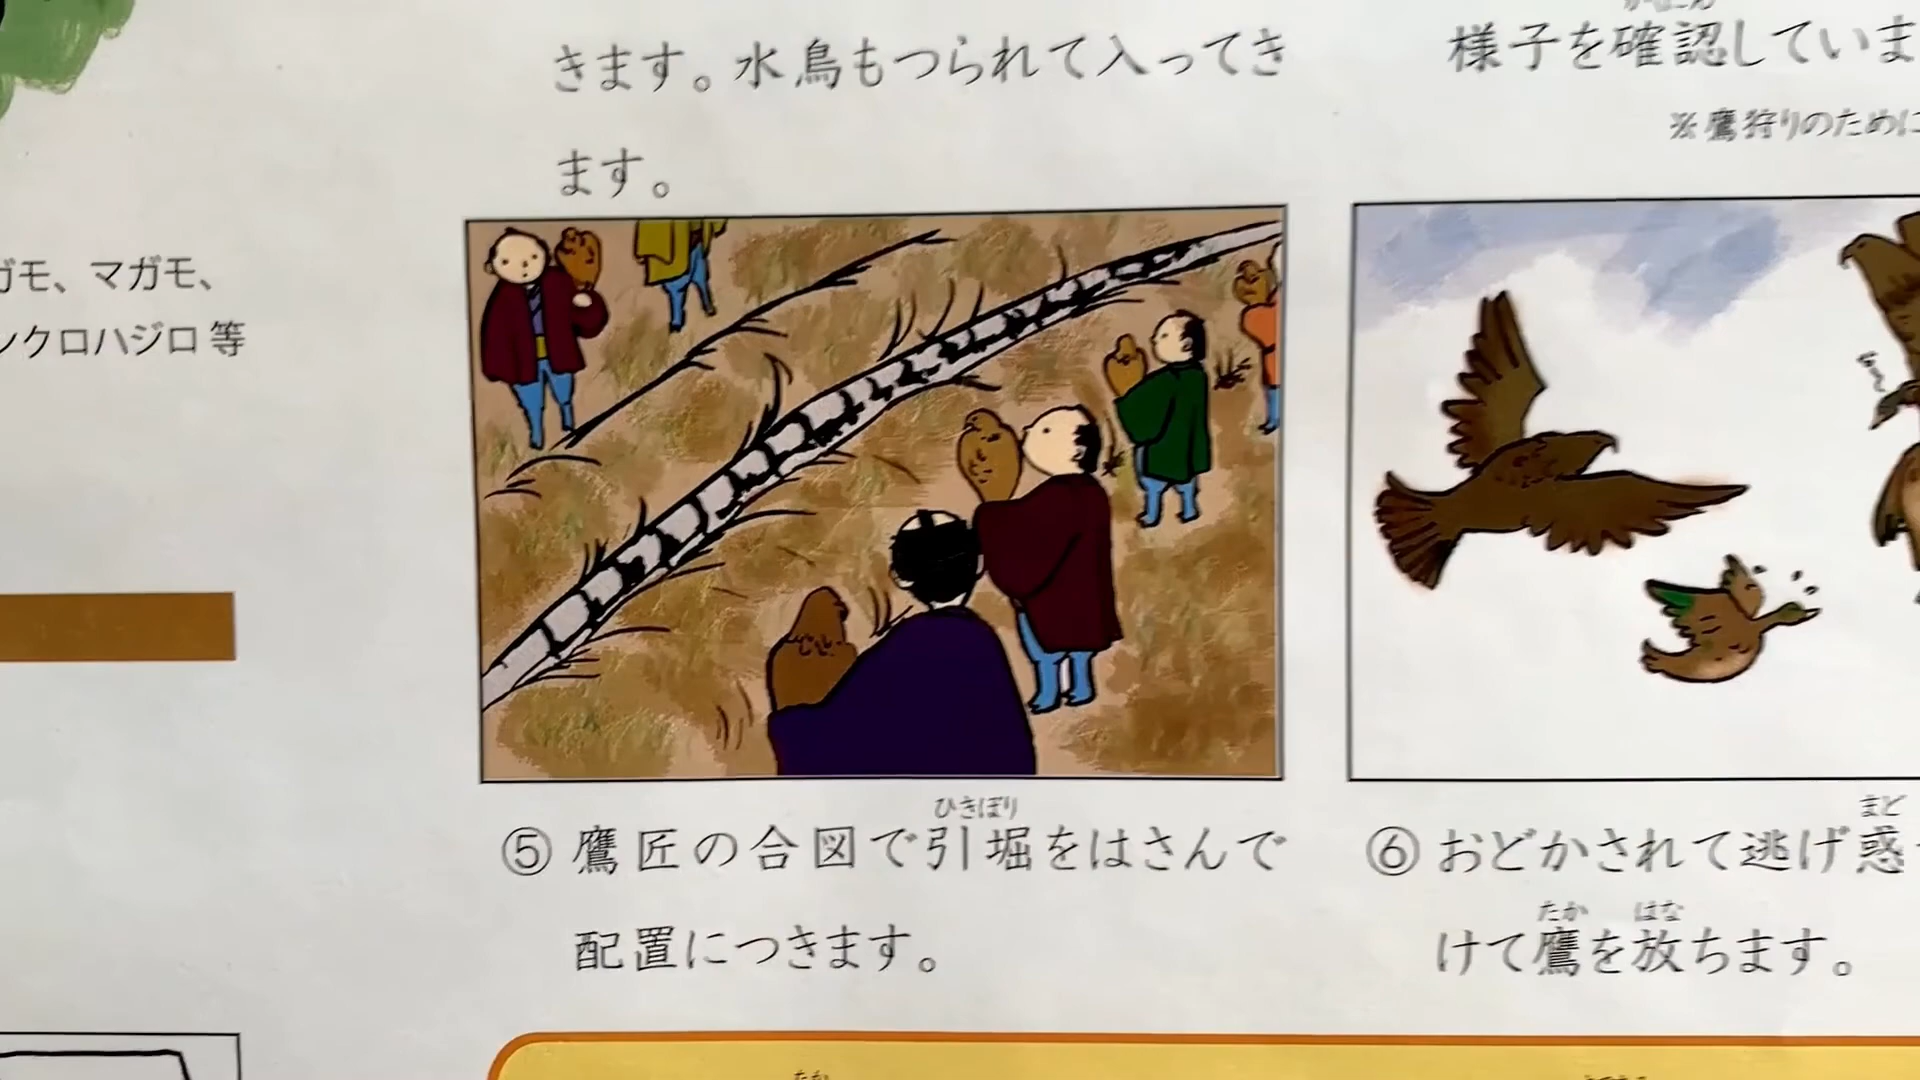 きます。水鳥もつられて入ってき
ます。
様子を確認していま
※鷹狩りのために
ガモ、マガモ、
ンクロハジロ 等
ひきぼり
⑤ 鷹匠の合図で引堀をはさんで
配置につきます。
まど
⑥ おどかされて逃げ惑
たか はな
けて鷹を放ちます。
たか